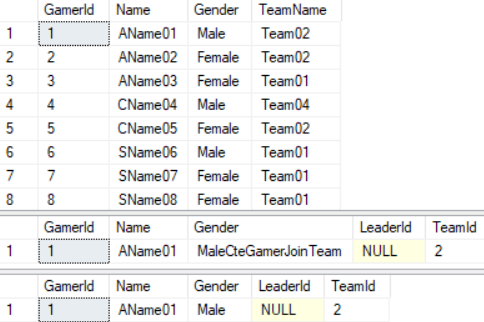 GamerId Name Gender TeamName
1 1 AName01 Male Team02
2 2 AName02 Female Team02
3 3 AName03 Female Team01
4 4 CName04 Male Team04
5 5 CName05 Female Team02
6 6 SName06 Male Team01
7 7 SName07 Female Team01
8 8 SName08 Female Team01
GamerId Name Gender LeaderId TeamId
1 1 AName01 MaleCteGamerJoinTeam NULL 2
GamerId Name Gender LeaderId TeamId
1 1 AName01 Male NULL 2